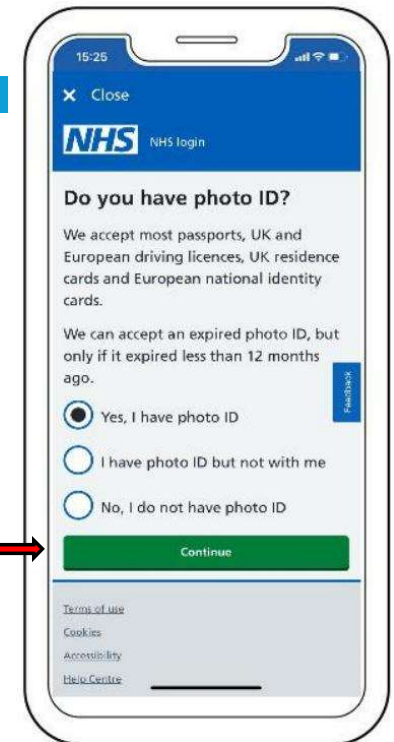 15:25
X Close
NHS NHS login
Do you have photo ID?
We accept most passports, UK and
European driving licences, UK residence
cards and European national identity
cards.
We can accept an expired photo ID, but
only if it expired less than 12 months
ago.
Feedback
Yes, I have photo ID
I have photo ID but not with me
No, I do not have photo ID
Continue
Terms of use
Cookies
Accessibility
Help Centre